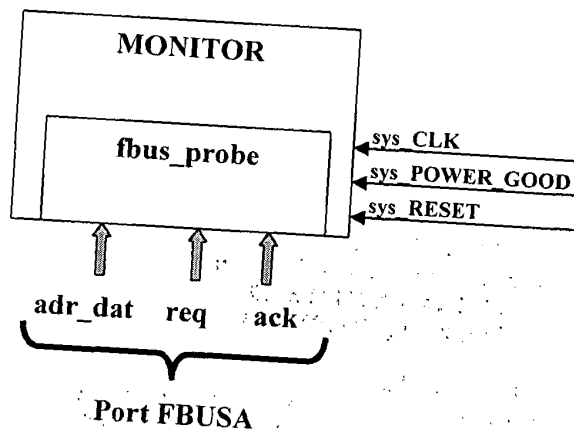 MONITOR
fbus_probe
sys_CLK
sys_POWER_GOOD
sys_RESET
adr_dat req ack
Port FBUSA